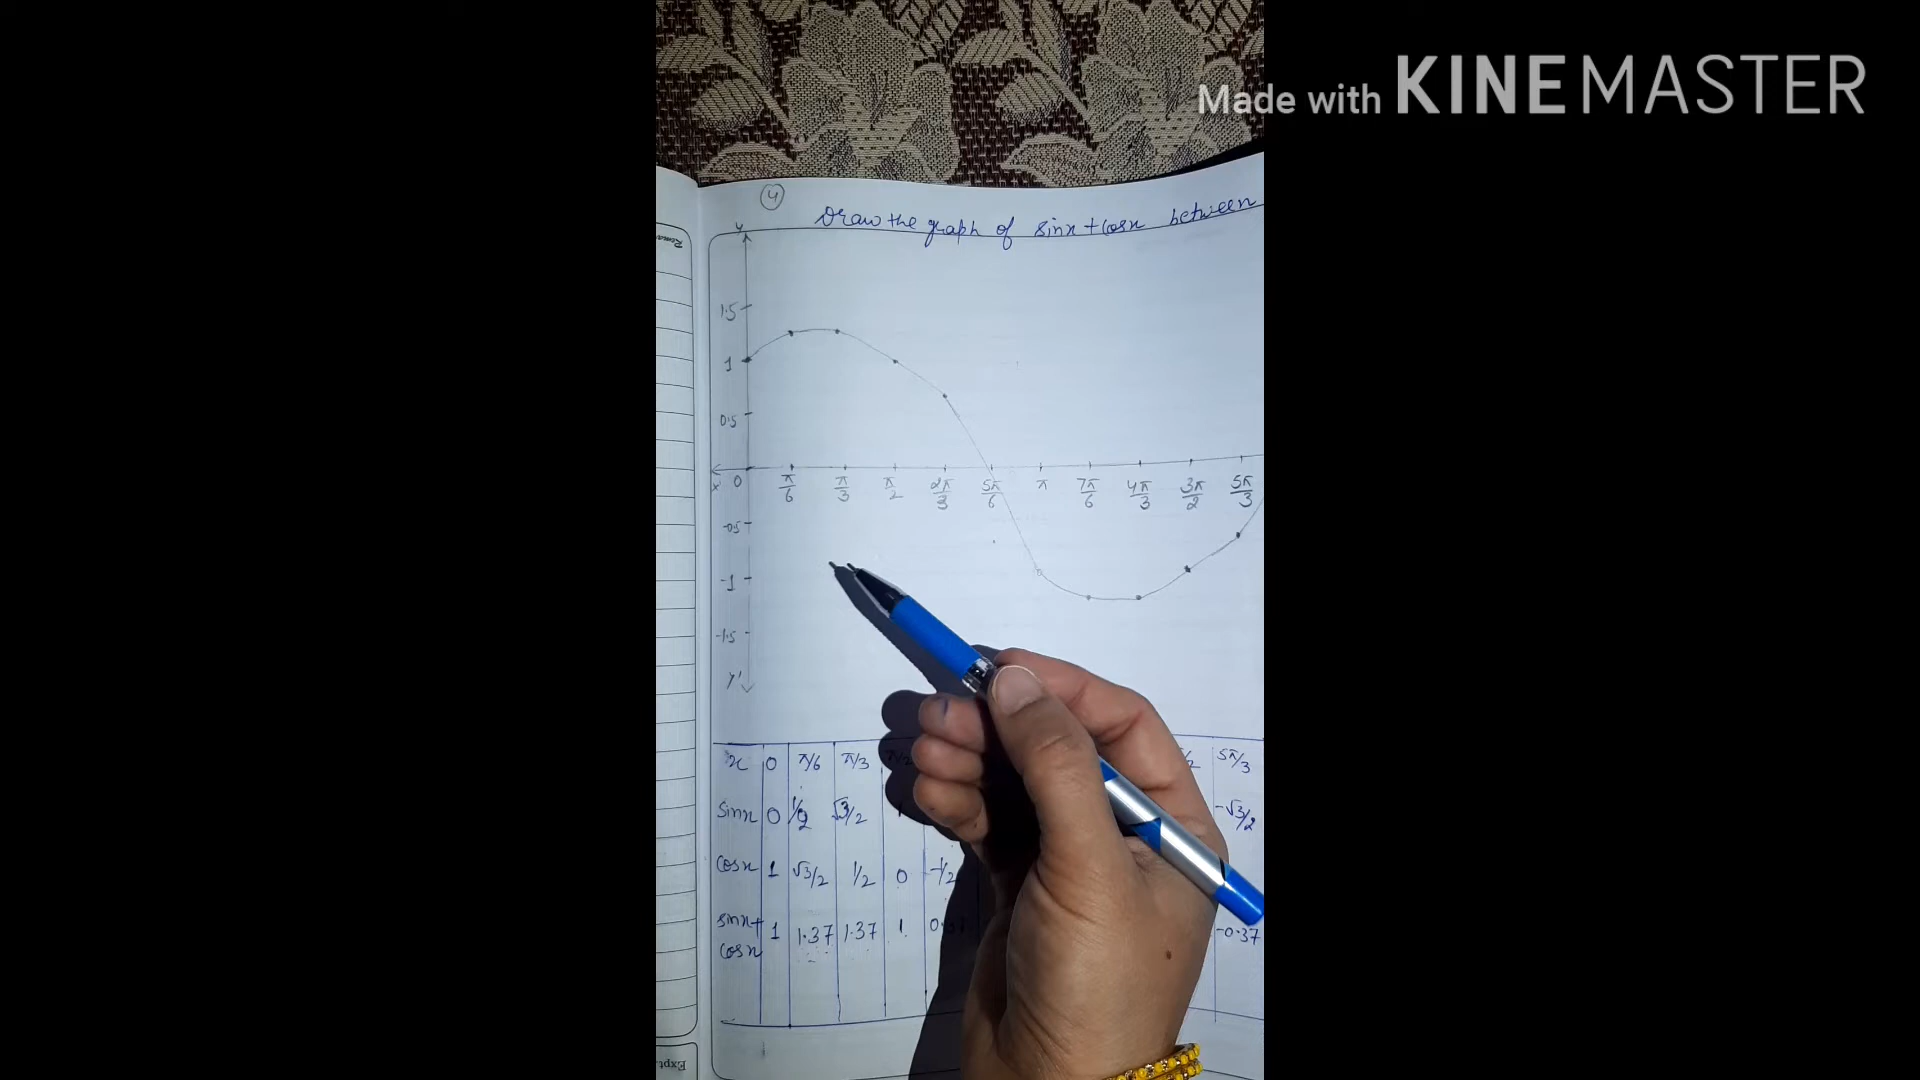 Made with KINEMASTER
4
Draw the graph of sinx + cosx between
y
1.5
1
0.5
x' 0 π/6 π/3 π/2 2π/3 5π/6 π 7π/6 4π/3 3π/2 5π/3
-0.5
-1
-1.5
y'
x 0 π/6 π/3 π/2 5π/3
sinx 0 1/2 √3/2 1 -√3/2
cosx 1 √3/2 1/2 0 -1/2
sinx+ cosx 1 1.37 1.37 1 -0.37
Expt.